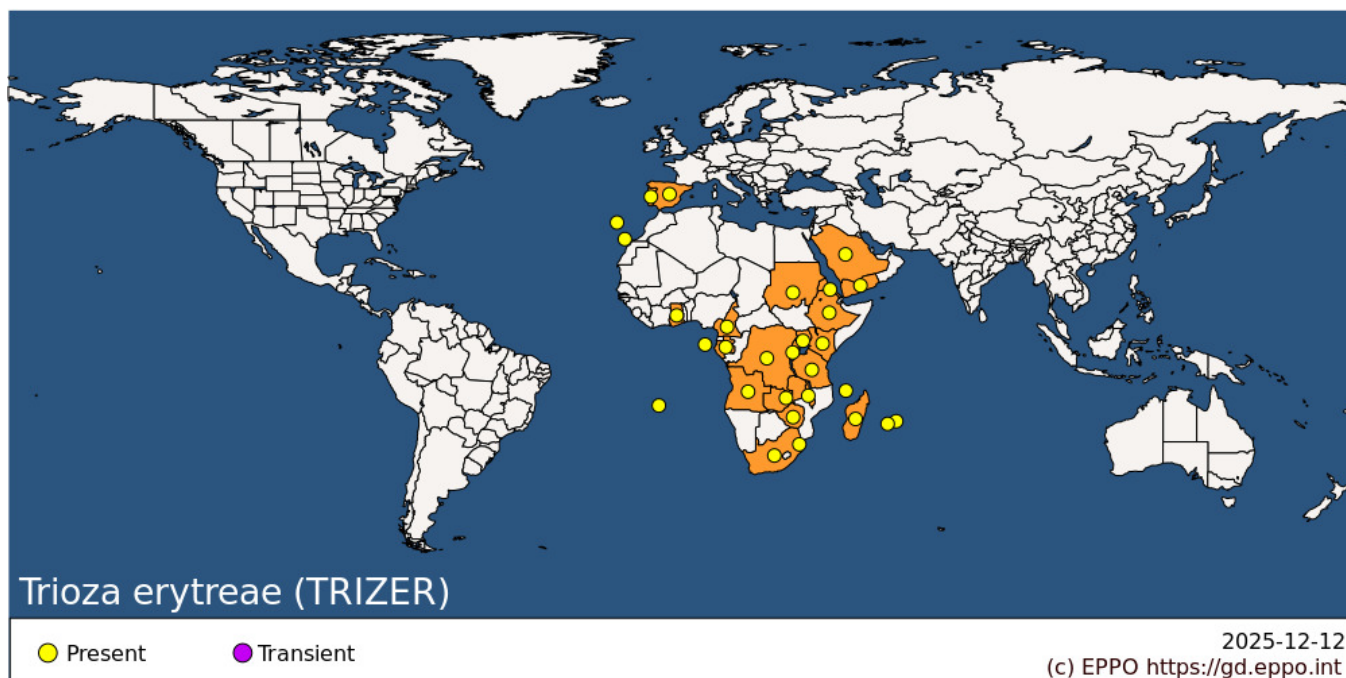 Trioza erytreae (TRIZER)
Present
Transient
2025-12-12
(c) EPPO https://gd.eppo.int